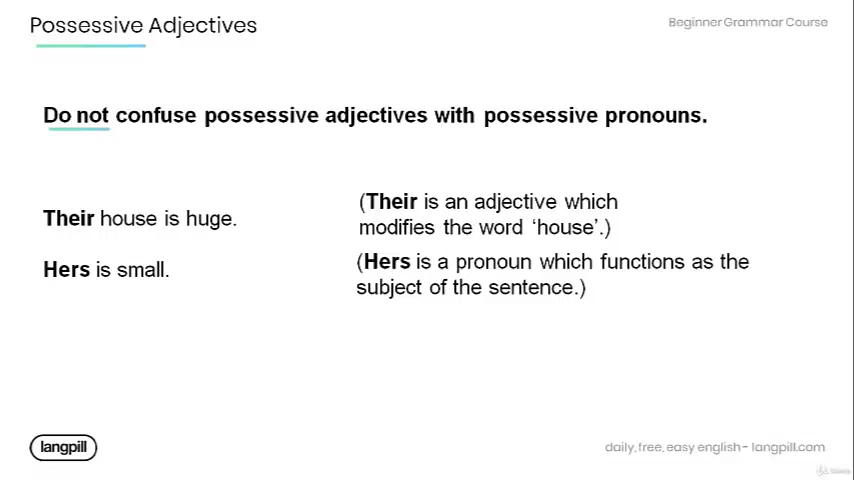 Possessive Adjectives
Beginner Grammar Course
Do not confuse possessive adjectives with possessive pronouns.
Their house is huge.
(Their is an adjective which
modifies the word ‘house’.)
Hers is small.
(Hers is a pronoun which functions as the
subject of the sentence.)
langpill
daily, free, easy english - langpill.com
Udemy